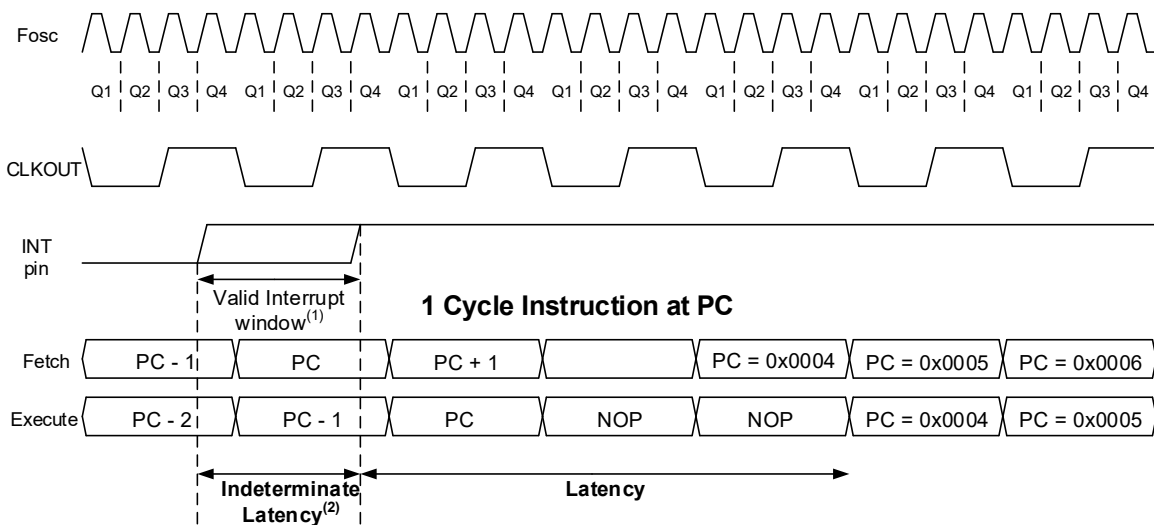 Fosc
Q1 Q2 Q3 Q4 Q1 Q2 Q3 Q4 Q1 Q2 Q3 Q4 Q1 Q2 Q3 Q4 Q1 Q2 Q3 Q4 Q1 Q2 Q3 Q4 Q1 Q2 Q3 Q4
CLKOUT
INT
pin
Valid Interrupt
window(1)
1 Cycle Instruction at PC
Fetch PC - 1 PC PC + 1 PC = 0x0004 PC = 0x0005 PC = 0x0006
Execute PC - 2 PC - 1 PC NOP NOP PC = 0x0004 PC = 0x0005
Indeterminate
Latency(2)
Latency